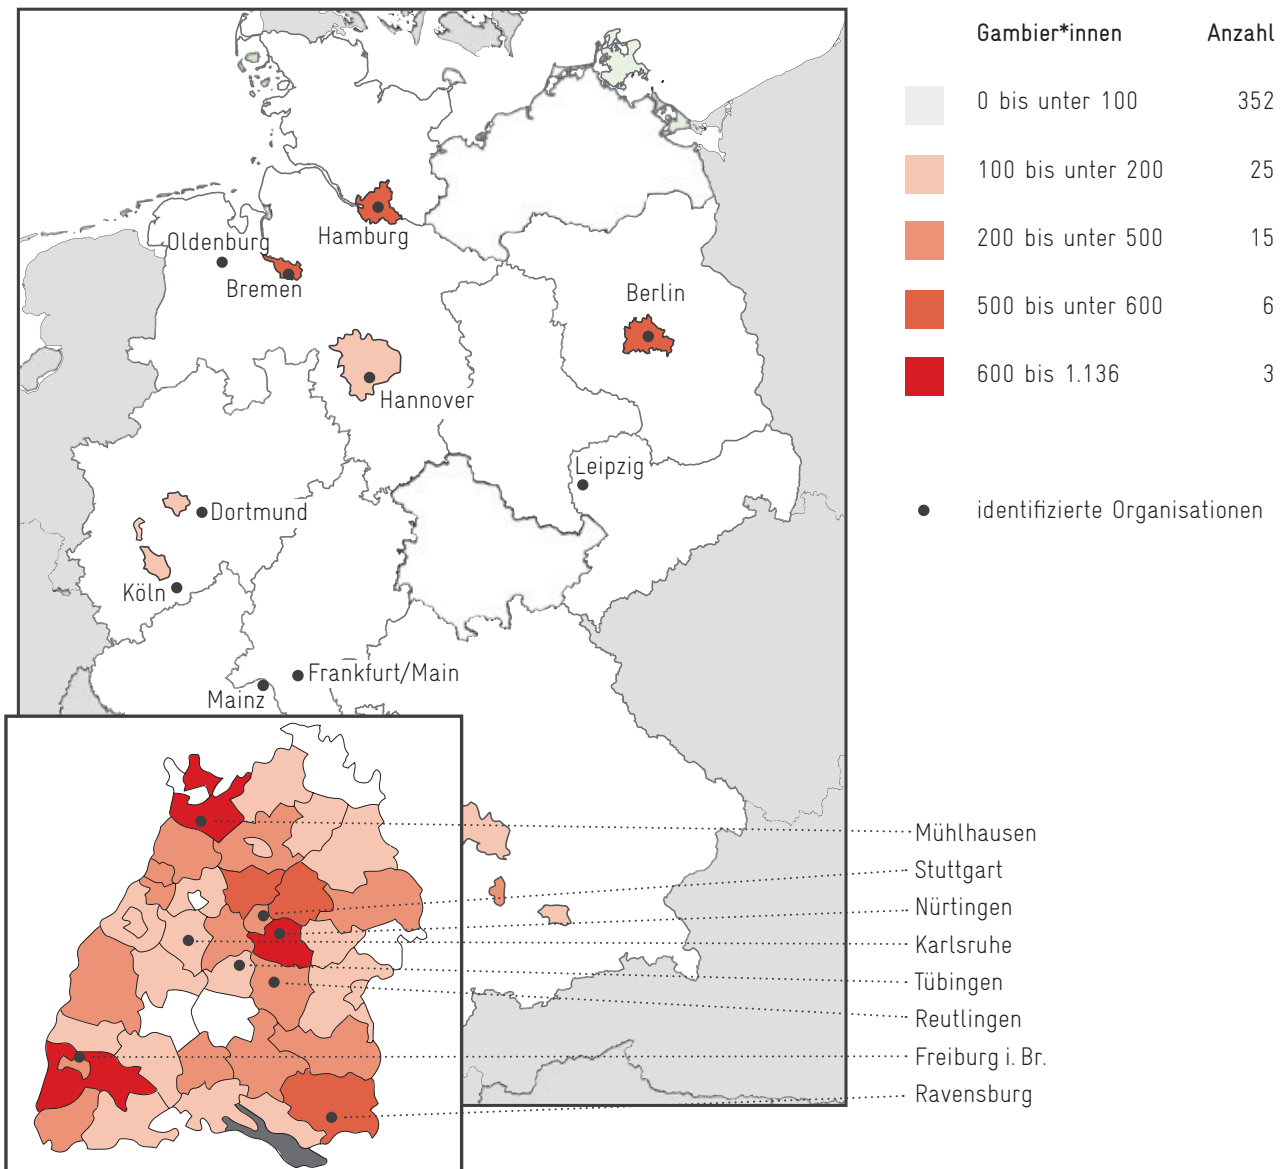 Gambier*innen Anzahl
0 bis unter 100 352
100 bis unter 200 25
200 bis unter 500 15
500 bis unter 600 6
600 bis 1.136 3
identifizierte Organisationen
Hamburg
Oldenburg
Bremen
Berlin
Hannover
Leipzig
Dortmund
Köln
Frankfurt/Main
Mainz
Mühlhausen
Stuttgart
Nürtingen
Karlsruhe
Tübingen
Reutlingen
Freiburg i. Br.
Ravensburg